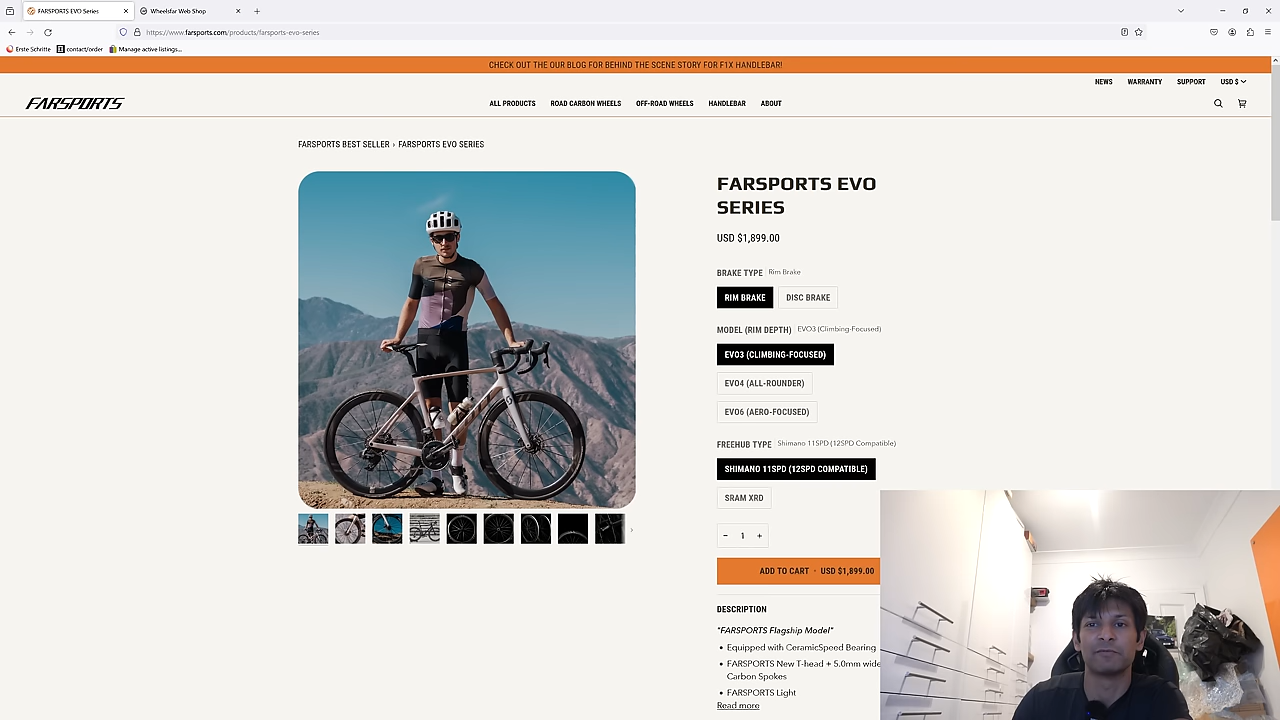 FARSPORTS EVO Series
Wheelsfar Web Shop
https://www.farsports.com/products/farsports-evo-series
Erste Schritte
contact/order
Manage active listings...
CHECK OUT THE OUR BLOG FOR BEHIND THE SCENE STORY FOR F1X HANDLEBAR!
NEWS WARRANTY SUPPORT USD $
FARSPORTS
ALL PRODUCTS ROAD CARBON WHEELS OFF-ROAD WHEELS HANDLEBAR ABOUT
FARSPORTS BEST SELLER › FARSPORTS EVO SERIES
FARSPORTS EVO
SERIES
USD $1,899.00
BRAKE TYPE Rim Brake
RIM BRAKE DISC BRAKE
MODEL (RIM DEPTH) EVO3 (Climbing-Focused)
EVO3 (CLIMBING-FOCUSED)
EVO4 (ALL-ROUNDER)
EVO6 (AERO-FOCUSED)
FREEHUB TYPE Shimano 11SPD (12SPD Compatible)
SHIMANO 11SPD (12SPD COMPATIBLE)
SRAM XRD
− 1 +
ADD TO CART • USD $1,899.00
DESCRIPTION
"FARSPORTS Flagship Model"
• Equipped with CeramicSpeed Bearing
• FARSPORTS New T-head + 5.0mm wide
Carbon Spokes
• FARSPORTS Light
Read more